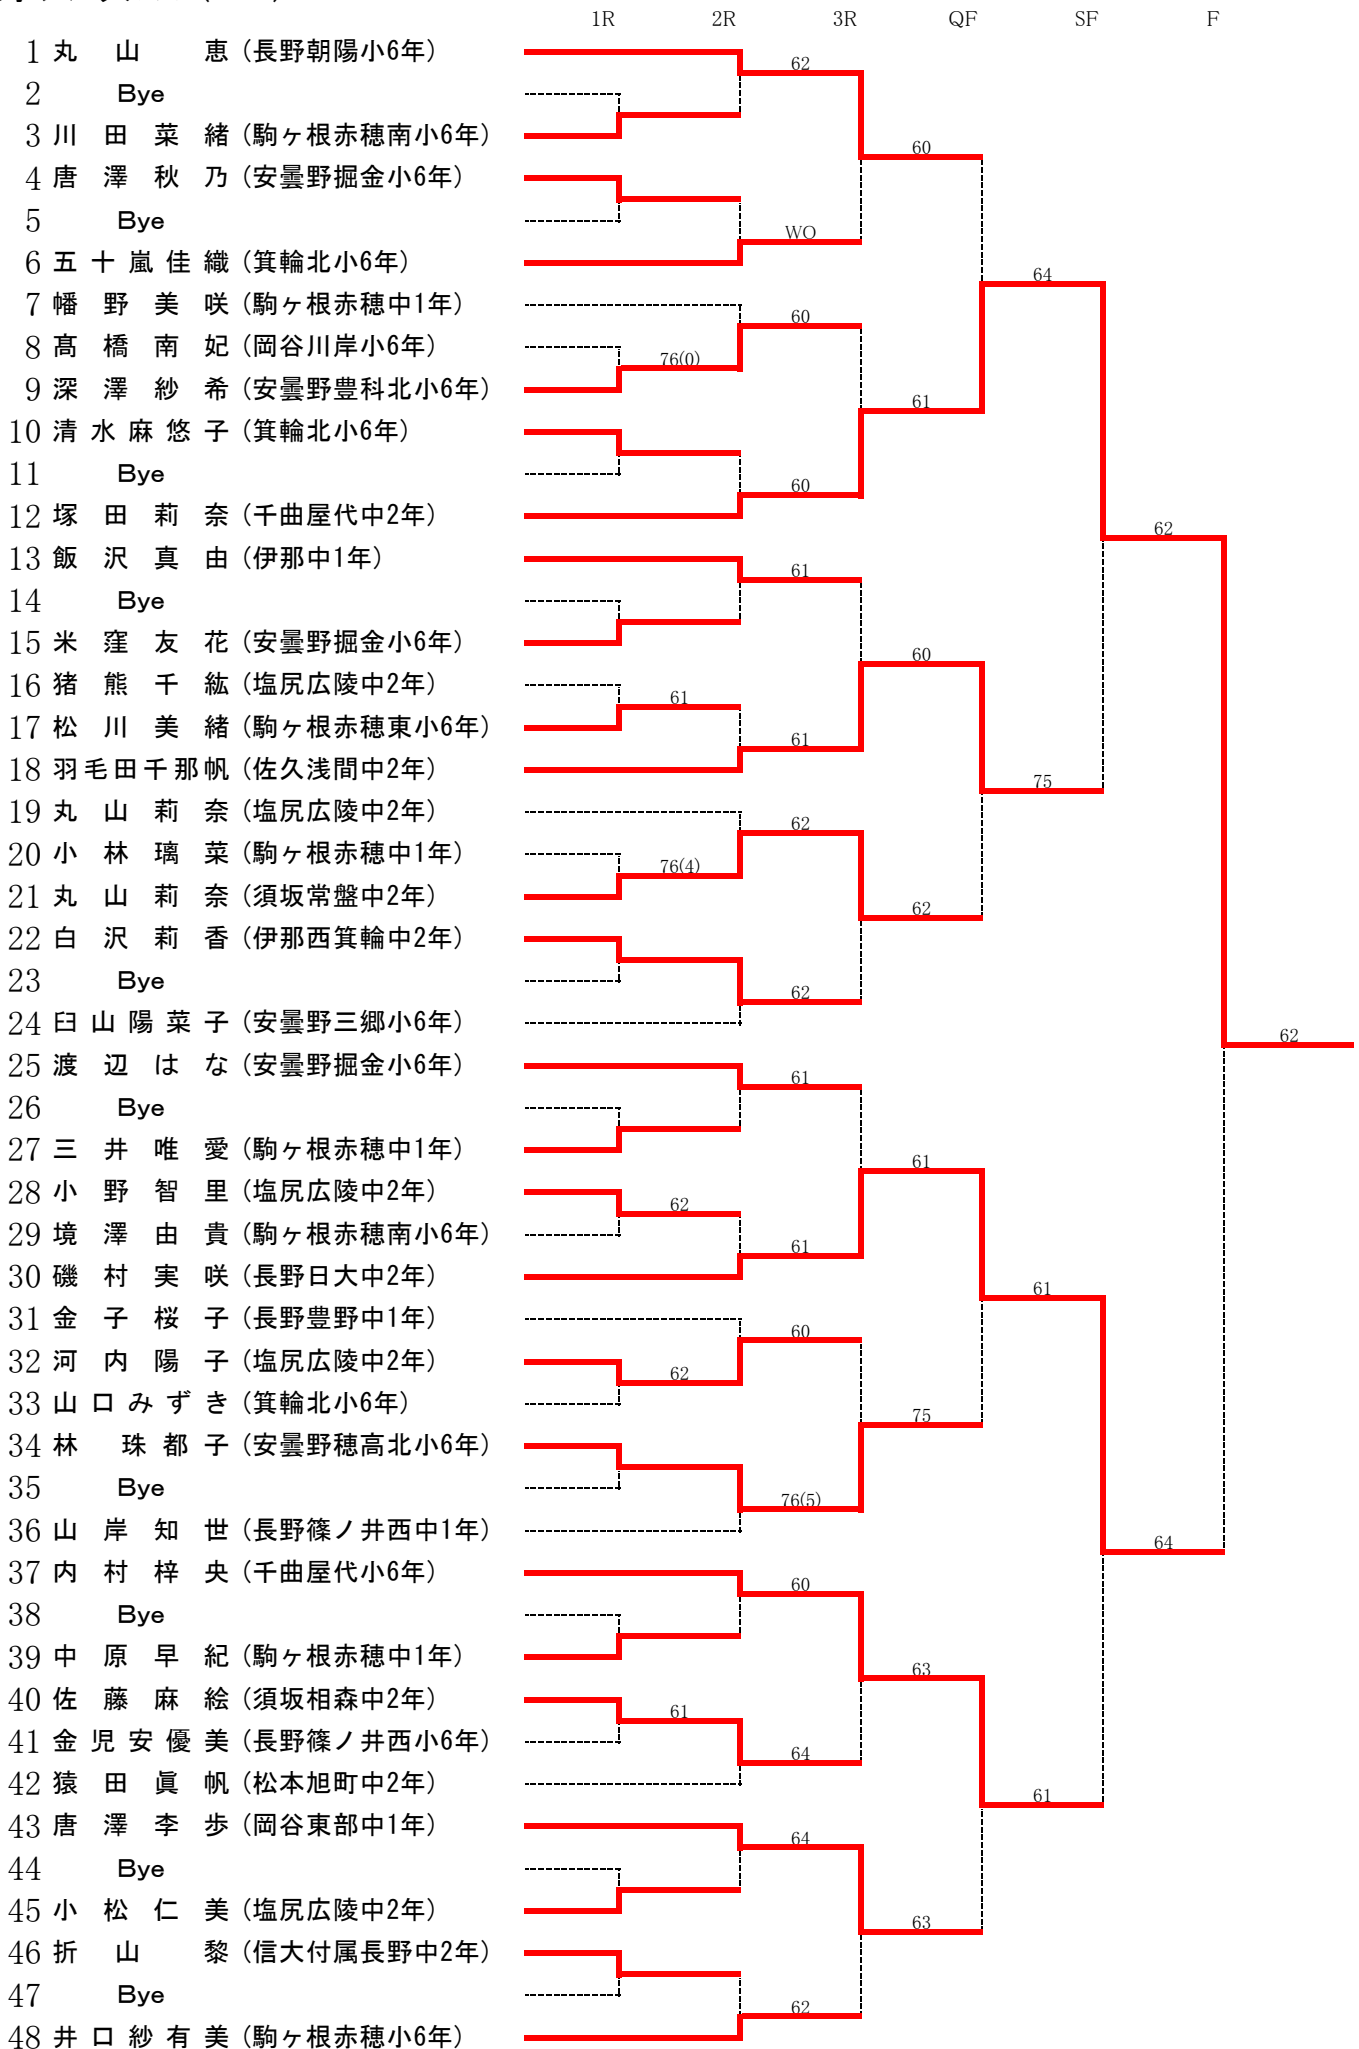 1R 2R 3R QF SF F
1 丸 山 恵 (長野朝陽小6年)
62
2 Bye
3 川 田 菜 緒 (駒ヶ根赤穂南小6年)
60
4 唐 澤 秋 乃 (安曇野掘金小6年)
5 Bye
WO
6 五 十 嵐 佳 織 (箕輪北小6年)
64
7 幡 野 美 咲 (駒ヶ根赤穂中1年)
60
8 髙 橋 南 妃 (岡谷川岸小6年)
76(0)
9 深 澤 紗 希 (安曇野豊科北小6年)
61
10 清 水 麻 悠 子 (箕輪北小6年)
11 Bye
60
12 塚 田 莉 奈 (千曲屋代中2年)
62
13 飯 沢 真 由 (伊那中1年)
61
14 Bye
15 米 窪 友 花 (安曇野掘金小6年)
60
16 猪 熊 千 紘 (塩尻広陵中2年)
61
17 松 川 美 緒 (駒ヶ根赤穂東小6年)
61
18 羽毛田千那帆 (佐久浅間中2年)
75
19 丸 山 莉 奈 (塩尻広陵中2年)
62
20 小 林 璃 菜 (駒ヶ根赤穂中1年)
76(4)
21 丸 山 莉 奈 (須坂常盤中2年)
62
22 白 沢 莉 香 (伊那西箕輪中2年)
23 Bye
62
24 臼 山 陽 菜 子 (安曇野三郷小6年)
62
25 渡 辺 は な (安曇野掘金小6年)
61
26 Bye
27 三 井 唯 愛 (駒ヶ根赤穂中1年)
61
28 小 野 智 里 (塩尻広陵中2年)
62
29 境 澤 由 貴 (駒ヶ根赤穂南小6年)
61
30 磯 村 実 咲 (長野日大中2年)
61
31 金 子 桜 子 (長野豊野中1年)
60
32 河 内 陽 子 (塩尻広陵中2年)
62
33 山 口 み ず き (箕輪北小6年)
75
34 林 珠 都 子 (安曇野穂高北小6年)
35 Bye
76(5)
36 山 岸 知 世 (長野篠ノ井西中1年)
64
37 内 村 梓 央 (千曲屋代小6年)
60
38 Bye
39 中 原 早 紀 (駒ヶ根赤穂中1年)
63
40 佐 藤 麻 絵 (須坂相森中2年)
61
41 金 児 安 優 美 (長野篠ノ井西小6年)
64
42 猿 田 眞 帆 (松本旭町中2年)
61
43 唐 澤 李 歩 (岡谷東部中1年)
64
44 Bye
45 小 松 仁 美 (塩尻広陵中2年)
63
46 折 山 黎 (信大付属長野中2年)
47 Bye
62
48 井 口 紗 有 美 (駒ヶ根赤穂小6年)